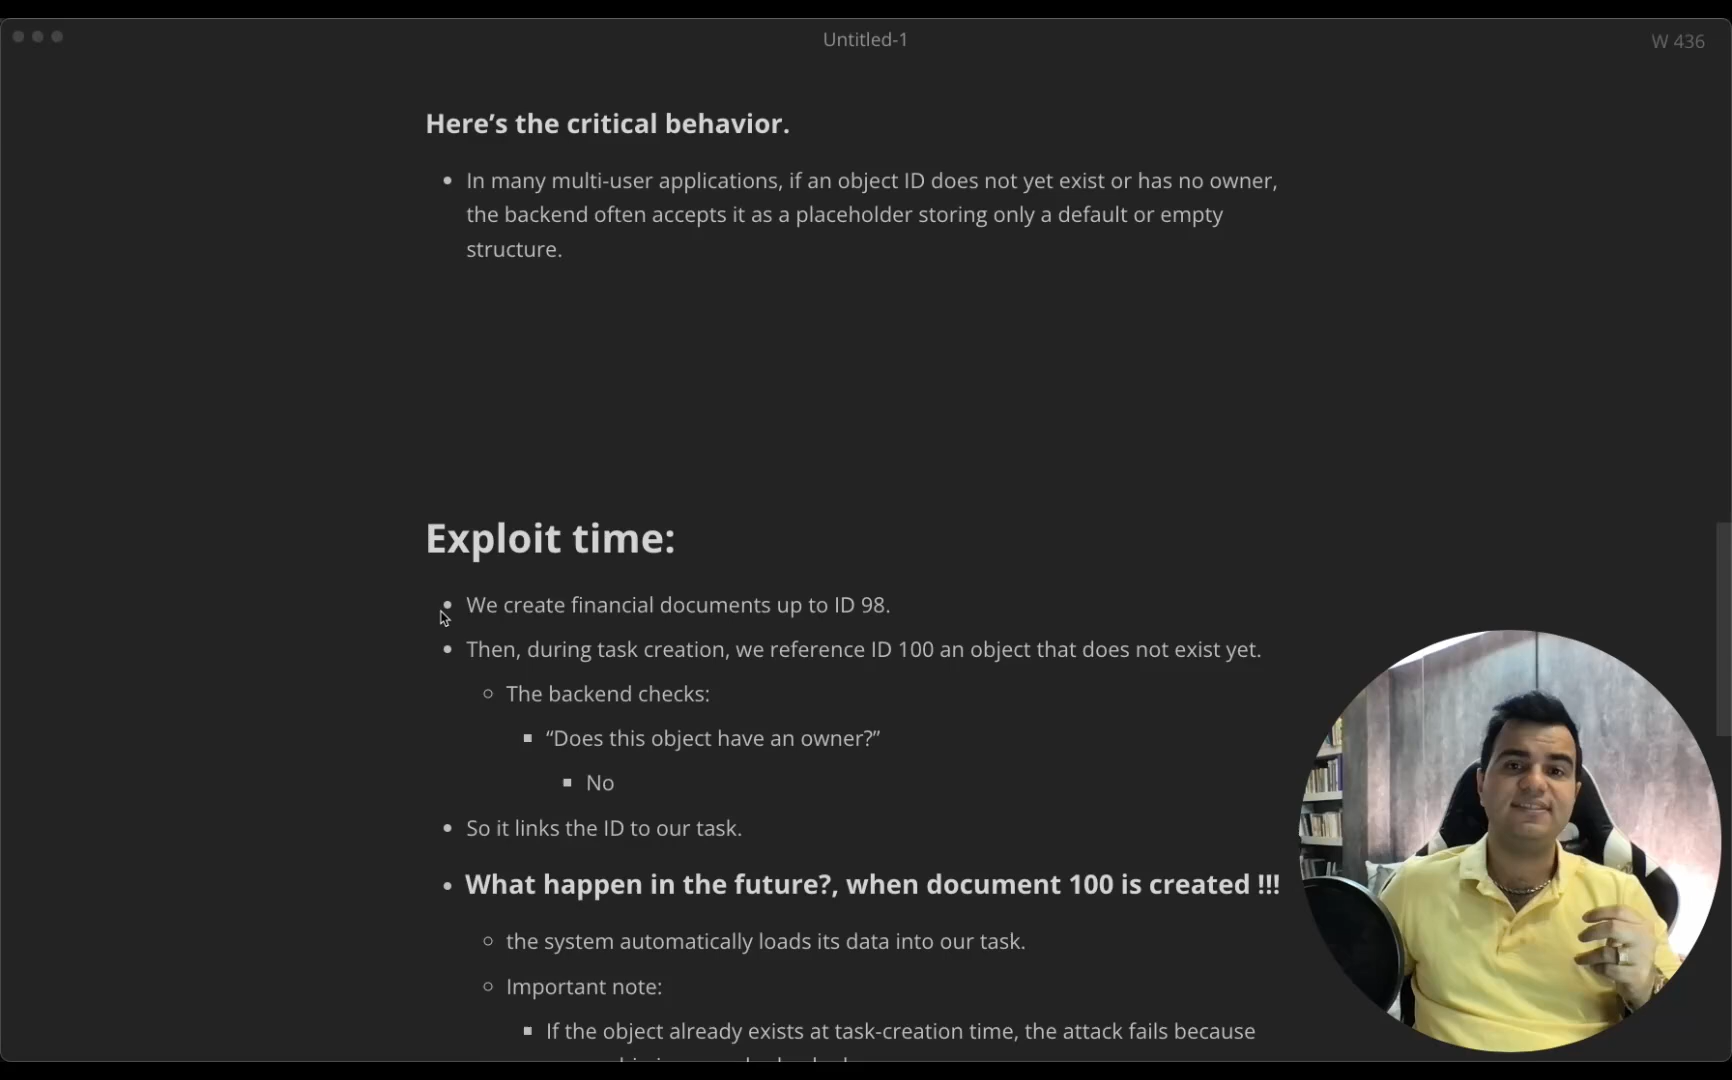 Untitled-1
W 436
Here’s the critical behavior.
• In many multi-user applications, if an object ID does not yet exist or has no owner,
the backend often accepts it as a placeholder storing only a default or empty
structure.
Exploit time:
• We create financial documents up to ID 98.
• Then, during task creation, we reference ID 100 an object that does not exist yet.
◦ The backend checks:
▪ “Does this object have an owner?”
▪ No
• So it links the ID to our task.
• What happen in the future?, when document 100 is created !!!
◦ the system automatically loads its data into our task.
◦ Important note:
▪ If the object already exists at task-creation time, the attack fails because